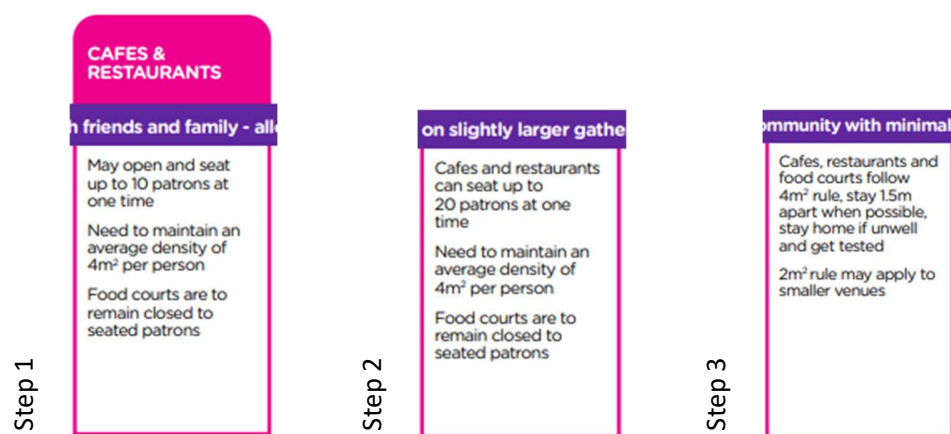 CAFES &
RESTAURANTS
h friends and family - all
May open and seat
up to 10 patrons at
one time
Need to maintain an
average density of
4m² per person
Food courts are to
remain closed to
seated patrons
Step 1
on slightly larger gathe
Cafes and restaurants
can seat up to
20 patrons at one
time
Need to maintain an
average density of
4m² per person
Food courts are to
remain closed to
seated patrons
Step 2
ommunity with minimal
Cafes, restaurants and
food courts follow
4m² rule, stay 1.5m
apart when possible,
stay home if unwell
and get tested
2m² rule may apply to
smaller venues
Step 3